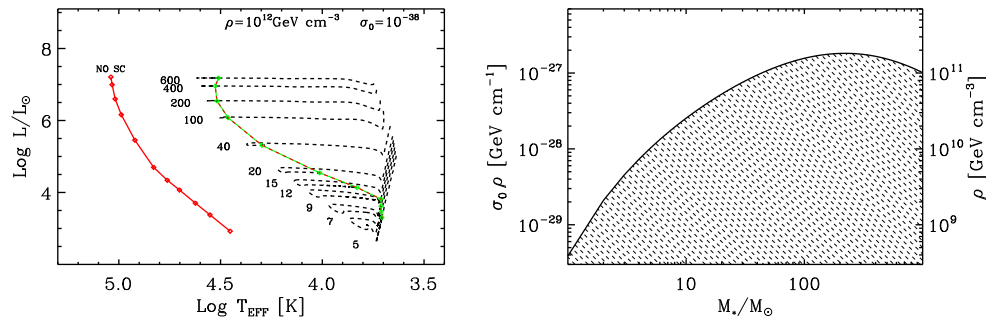 ρ=10¹²GeV cm⁻³ σ₀=10⁻³⁸
8
6
4
Log L/L☉
NO SC
600
400
200
100
40
20
15
12
9
7
5
5.0 4.5 4.0 3.5
Log T_EFF [K]
10⁻²⁷
10⁻²⁸
10⁻²⁹
σ₀ ρ [GeV cm⁻¹]
10¹¹
10¹⁰
10⁹
ρ [GeV cm⁻³]
10 100
M*/M☉